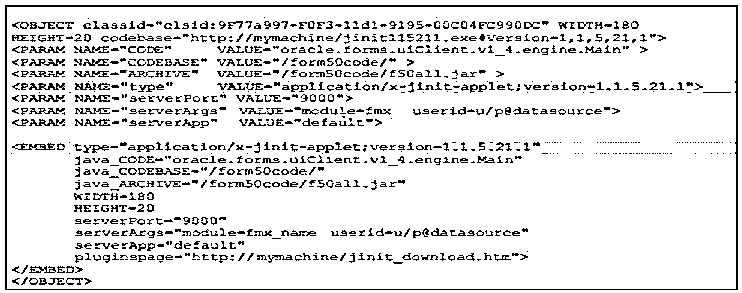 <OBJECT classid="clsid:9F77a997-F0F3-11d1-9195-00C04FC990DC" WIDTH=180
HEIGHT=20 codebase="http://mymachine/jinit115211.exe#Version=1,1,5,21,1">
<PARAM NAME="CODE" VALUE="oracle.forms.uiClient.v1_4.engine.Main" >
<PARAM NAME="CODEBASE" VALUE="/form50code/" >
<PARAM NAME="ARCHIVE" VALUE="/form50code/f50all.jar" >
<PARAM NAME="type" VALUE="application/x-jinit-applet;version=1.1.5.21.1">
<PARAM NAME="serverPort" VALUE="9000">
<PARAM NAME="serverArgs" VALUE="module=fmx userid=u/p@datasource">
<PARAM NAME="serverApp" VALUE="default">
<EMBED type="application/x-jinit-applet;version=1.1.5.21.1"
java_CODE="oracle.forms.uiClient.v1_4.engine.Main"
java_CODEBASE="/form50code/"
java_ARCHIVE="/form50code/f50all.jar"
WIDTH=180
HEIGHT=20
serverPort="9000"
serverArgs="module=fmx_name userid=u/p@datasource"
serverApp="default"
pluginspage="http://mymachine/jinit_download.htm">
</EMBED>
</OBJECT>